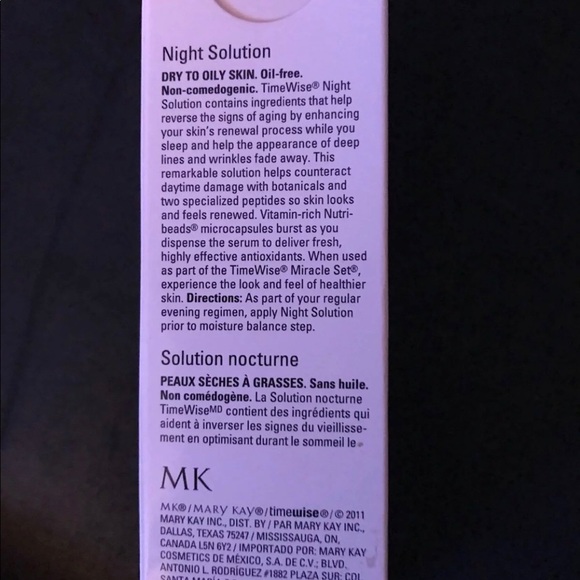 Night Solution
DRY TO OILY SKIN. Oil-free.
Non-comedogenic. TimeWise® Night
Solution contains ingredients that help
reverse the signs of aging by enhancing
your skin's renewal process while you
sleep and help the appearance of deep
lines and wrinkles fade away. This
remarkable solution helps counteract
daytime damage with botanicals and
two specialized peptides so skin looks
and feels renewed. Vitamin-rich Nutri-
beads® microcapsules burst as you
dispense the serum to deliver fresh,
highly effective antioxidants. When used
as part of the TimeWise® Miracle Set®,
experience the look and feel of healthier
skin. Directions: As part of your regular
evening regimen, apply Night Solution
prior to moisture balance step.
Solution nocturne
PEAUX SÈCHES À GRASSES. Sans huile.
Non comédogène. La Solution nocturne
TimeWiseMD contient des ingrédients qui
aident à inverser les signes du vieillisse-
ment en optimisant durant le sommeil le
MK
MK®/MARY KAY®/timewise®/© 2011
MARY KAY INC., DIST. BY / PAR MARY KAY INC.,
DALLAS, TEXAS 75247 / MISSISSAUGA, ON,
CANADA L5N 6Y2 / IMPORTADO POR: MARY KAY
COSMETICS DE MÉXICO, S.A. DE C.V.; BLVD.
ANTONIO L. RODRÍGUEZ #1882 PLAZA SUR: COL